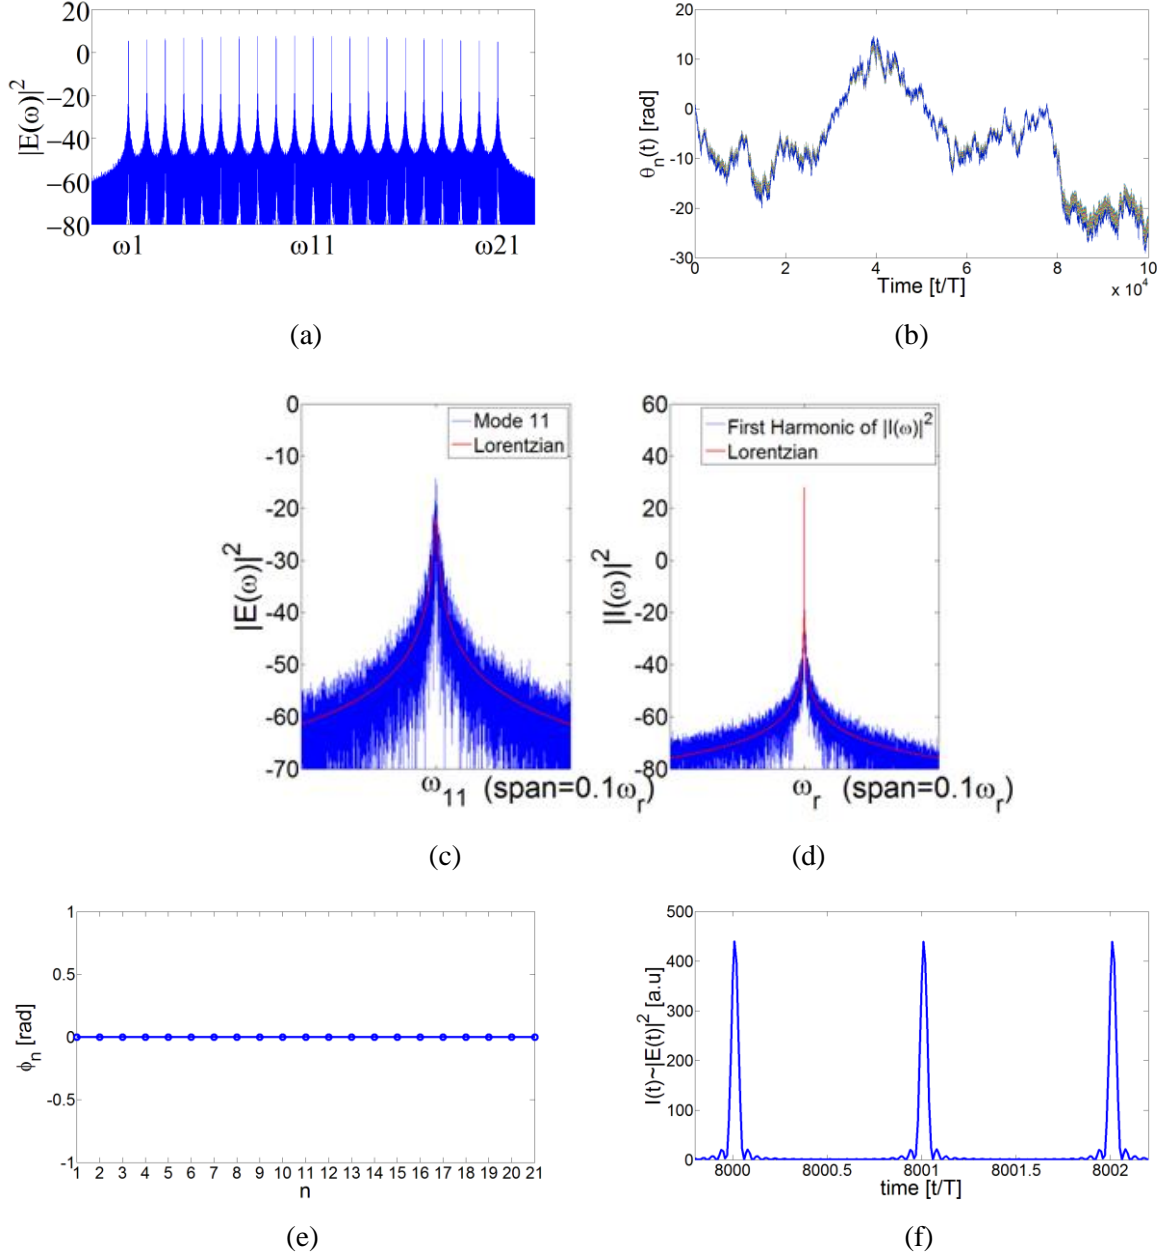 20
0
−20
−40
−60
−80
|E(ω)|²
ω1 ω11 ω21
(a)
20
10
0
-10
-20
-30
θn(t) [rad]
0 2 4 6 8 10
x 10⁴
Time [t/T]
(b)
0
-10
-20
-30
-40
-50
-60
-70
|E(ω)|²
Mode 11
Lorentzian
ω11 (span=0.1ωr)
(c)
60
40
20
0
-20
-40
-60
-80
|I(ω)|²
First Harmonic of |I(ω)|²
Lorentzian
ωr (span=0.1ωr)
(d)
1
0.5
0
-0.5
-1
ϕn [rad]
1 2 3 4 5 6 7 8 9 10 11 12 13 14 15 16 17 18 19 20 21
n
(e)
500
400
300
200
100
0
I(t)~|E(t)|² [a.u]
8000 8000.5 8001 8001.5 8002
time [t/T]
(f)